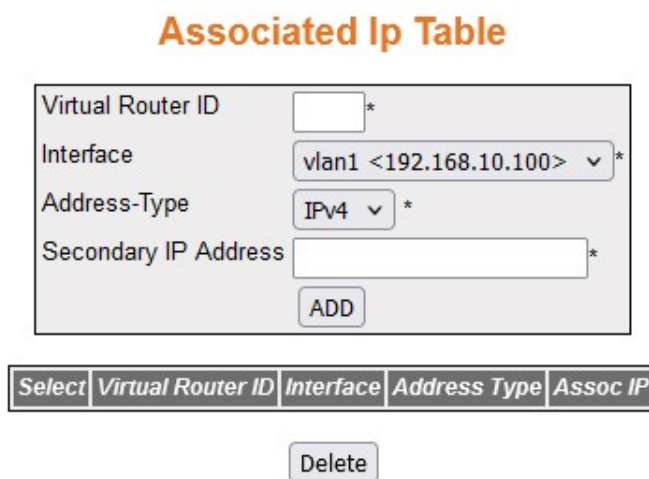 Associated Ip Table
Virtual Router ID *
Interface vlan1 <192.168.10.100> *
Address-Type IPv4 *
Secondary IP Address *
ADD
Select Virtual Router ID Interface Address Type Assoc IP
Delete